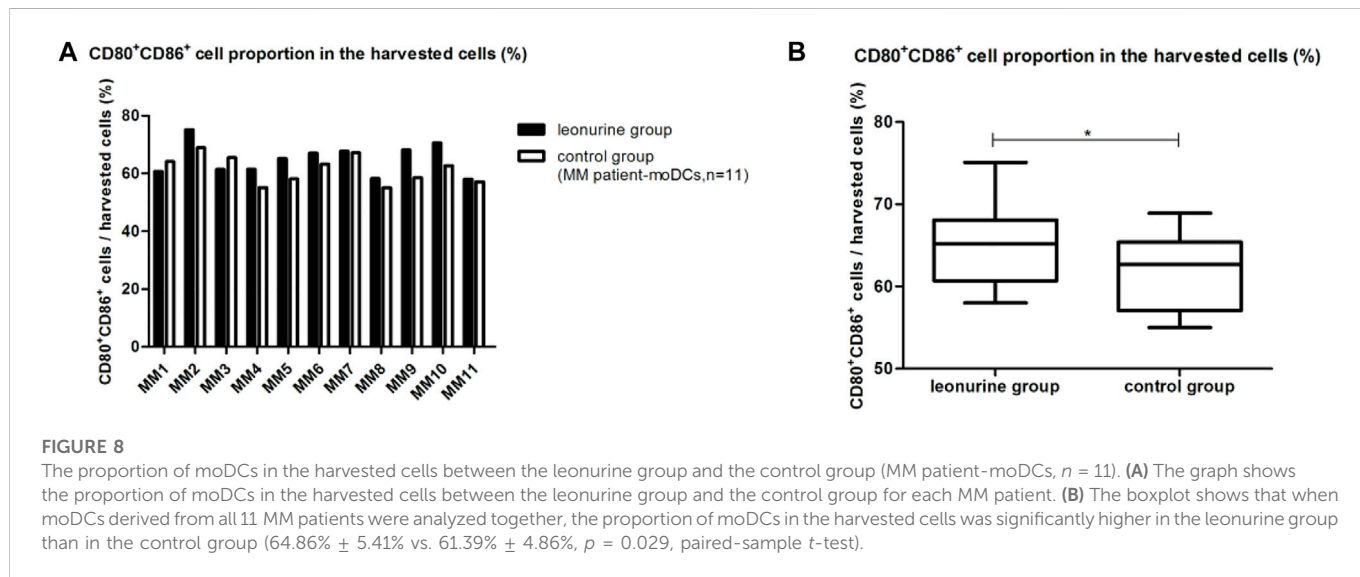 A CD80⁺CD86⁺ cell proportion in the harvested cells (%)
CD80⁺CD86⁺ cells / harvested cells (%)
80
60
40
20
0
MM1
MM2
MM3
MM4
MM5
MM6
MM7
MM8
MM9
MM10
MM11
leonurine group
control group
(MM patient-moDCs,n=11)
B
CD80⁺CD86⁺ cell proportion in the harvested cells (%)
CD80⁺CD86⁺ cells / harvested cells (%)
80
70
60
50
*
leonurine group
control group
FIGURE 8
The proportion of moDCs in the harvested cells between the leonurine group and the control group (MM patient-moDCs, n = 11). (A) The graph shows
the proportion of moDCs in the harvested cells between the leonurine group and the control group for each MM patient. (B) The boxplot shows that when
moDCs derived from all 11 MM patients were analyzed together, the proportion of moDCs in the harvested cells was significantly higher in the leonurine group
than in the control group (64.86% ± 5.41% vs. 61.39% ± 4.86%, p = 0.029, paired-sample t-test).